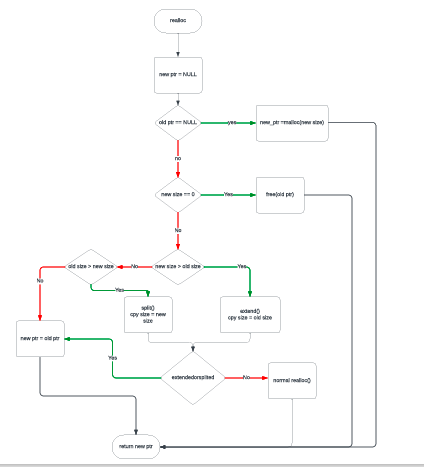 realloc
new ptr = NULL
old ptr == NULL
yes
new_ptr =malloc(new size)
no
new size == 0
Yes
free(old ptr)
No
old size > new size
No
new size > old size
Yes
No
Yes
split()
cpy size = new
size
extend()
cpy size = old size
new ptr = old ptr
Yes
extendedorsplited
No
normal realloc()
return new ptr